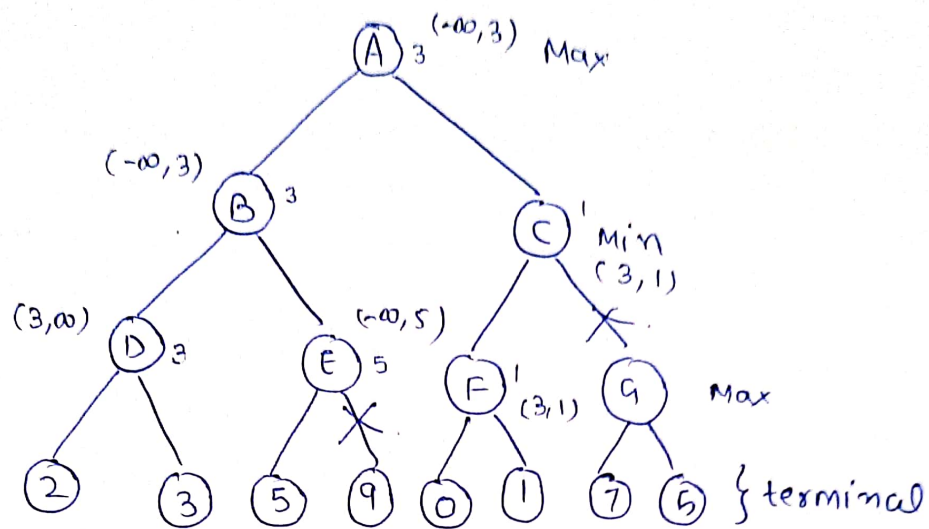 A 3 (-∞,3) Max
(-∞,3) B 3
C 1 Min
(3,1)
(3,∞) D 3
(-∞,5) E 5
F 1 (3,1)
G Max
2 3 5 9 0 1 7 5 } terminal